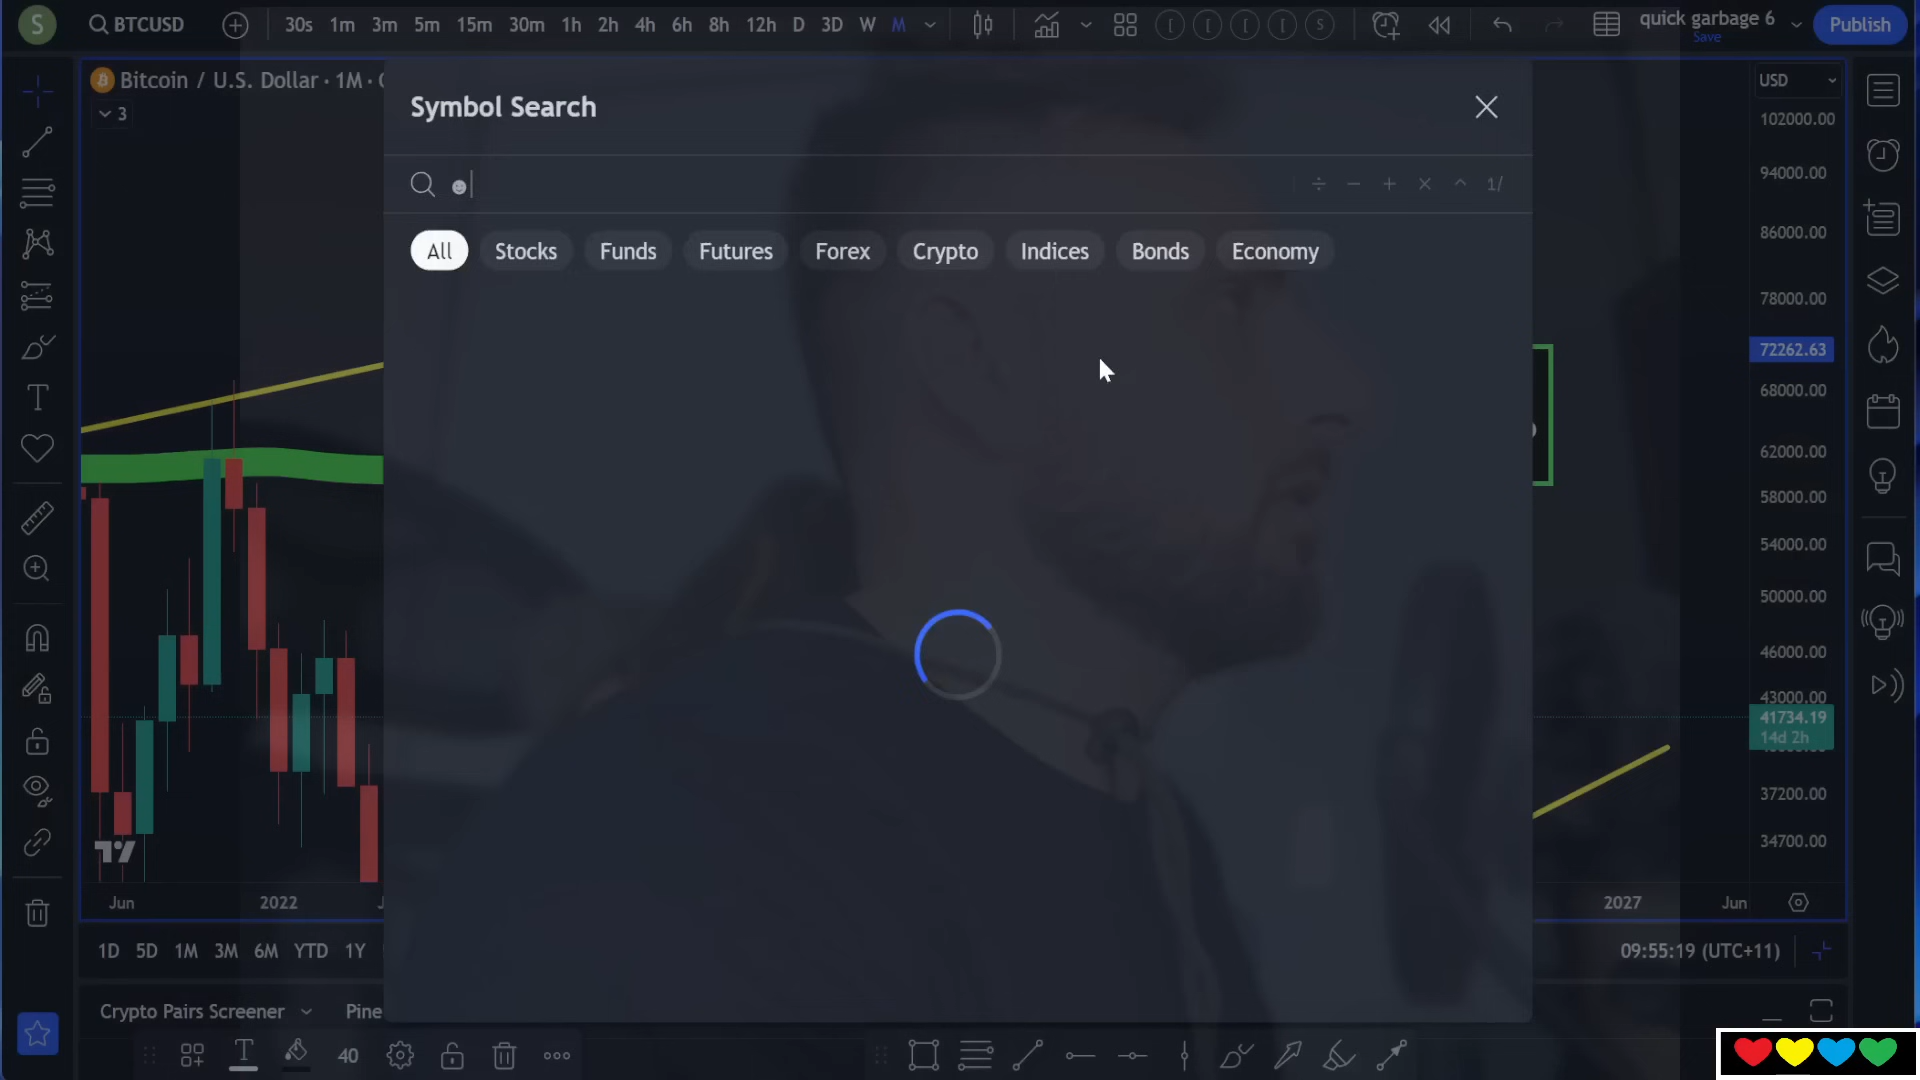 S BTCUSD 30s 1m 3m 5m 15m 30m 1h 2h 4h 6h 8h 12h D 3D W M [ [ [ [ S quick garbage 6 Publish
Save
Bitcoin / U.S. Dollar · 1M ·
3
Symbol Search
☻
1/
All Stocks Funds Futures Forex Crypto Indices Bonds Economy
USD
102000.00
94000.00
86000.00
78000.00
72262.63
68000.00
62000.00
58000.00
54000.00
50000.00
46000.00
43000.00
41734.19
14d 2h
37200.00
34700.00
Jun 2022 2027 Jun
1D 5D 1M 3M 6M YTD 1Y 09:55:19 (UTC+11)
Crypto Pairs Screener Pine
T 40